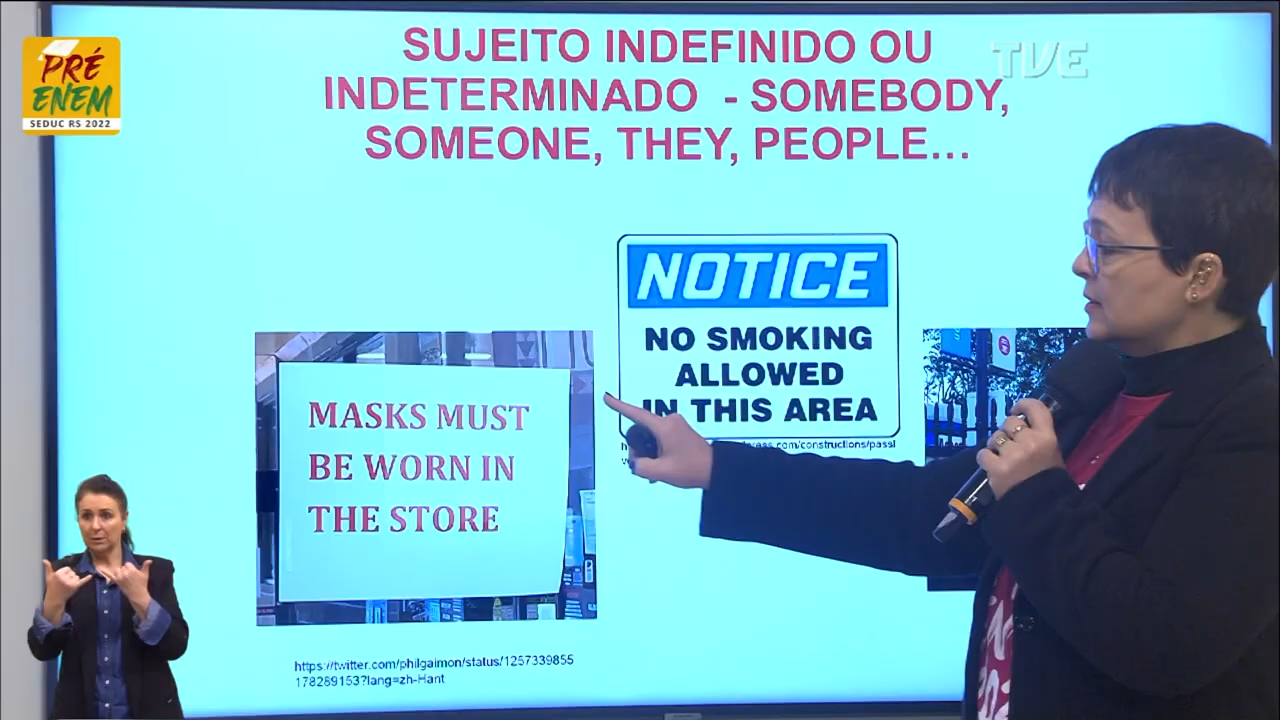 PRÉ
ENEM
SEDUC RS 2022
TVE
SUJEITO INDEFINIDO OU
INDETERMINADO - SOMEBODY,
SOMEONE, THEY, PEOPLE...
NOTICE
NO SMOKING
ALLOWED
IN THIS AREA
MASKS MUST
BE WORN IN
THE STORE
https://twitter.com/philgaimon/status/1257339855
178289153?lang=zh-Hant